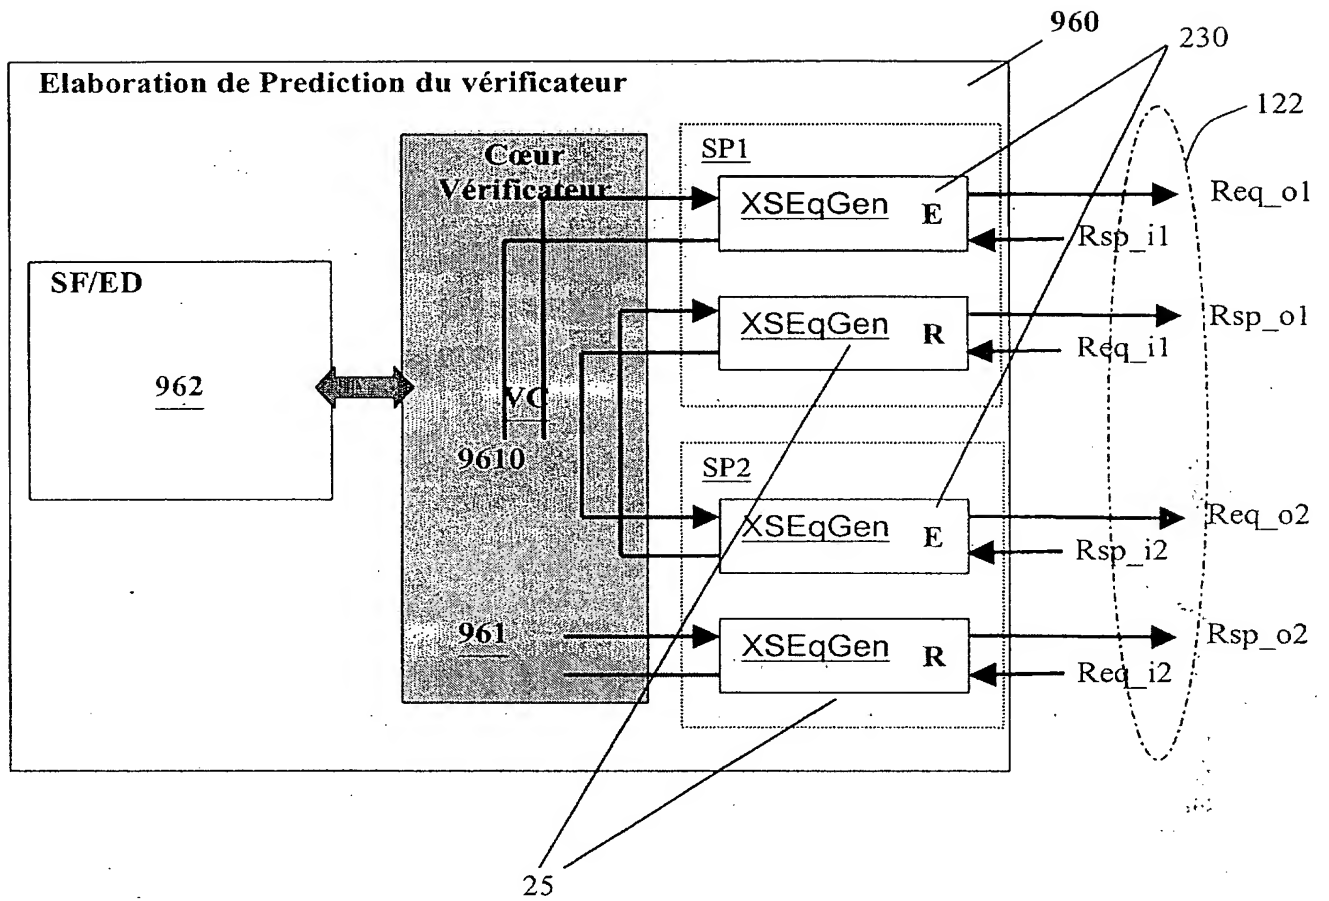 960
230
Elaboration de Prediction du vérificateur
122
Cœur
Vérificateur
SP1
XSEqGen E
Req_o1
Rsp_i1
SF/ED
XSEqGen R
Rsp_o1
Req_i1
962
VC
9610
SP2
XSEqGen E
Req_o2
Rsp_i2
961
XSEqGen R
Rsp_o2
Req_i2
25